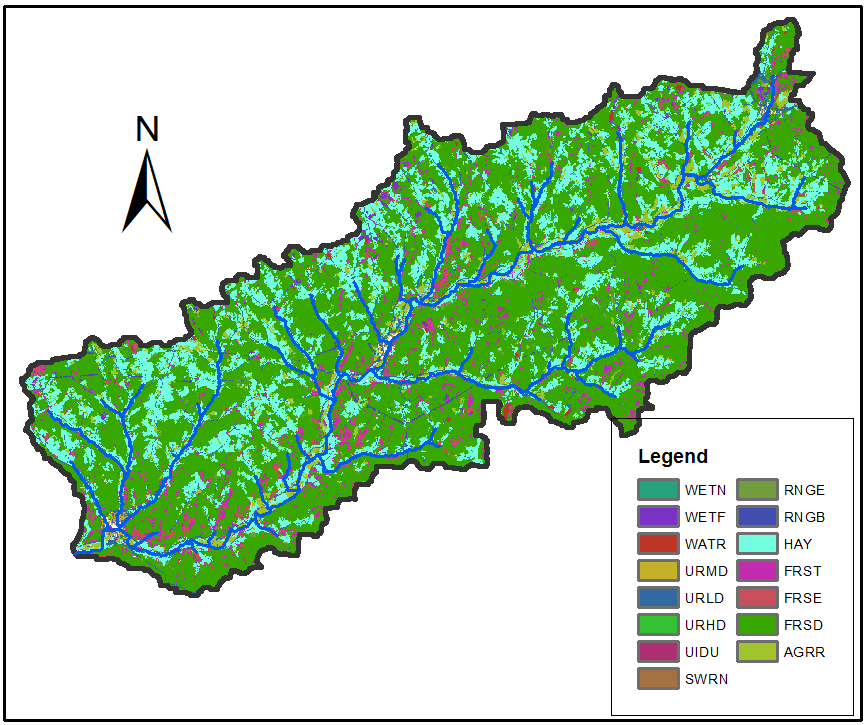 N
Legend
WETN RNGE
WETF RNGB
WATR HAY
URMD FRST
URLD FRSE
URHD FRSD
UIDU AGRR
SWRN